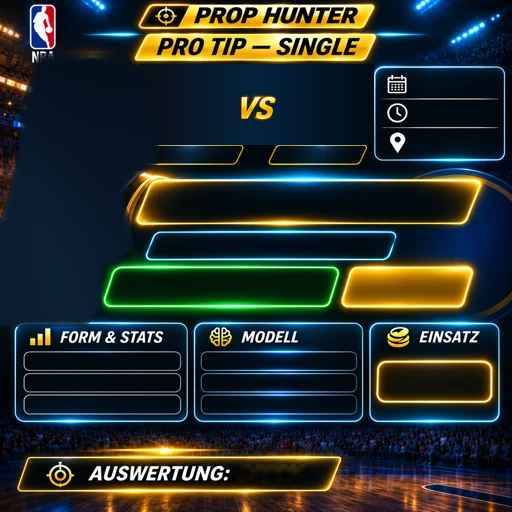 PROP HUNTER
PRO TIP — SINGLE
NBA
VS
FORM & STATS
MODELL
EINSATZ
AUSWERTUNG: